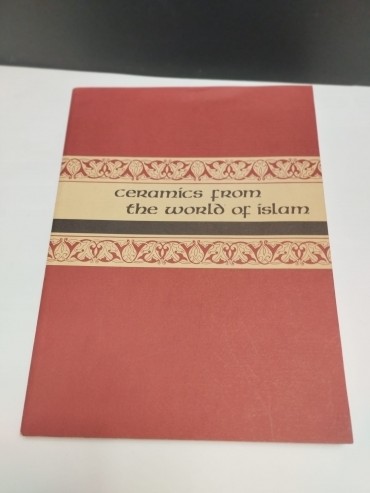 ceramics from
the world of islam